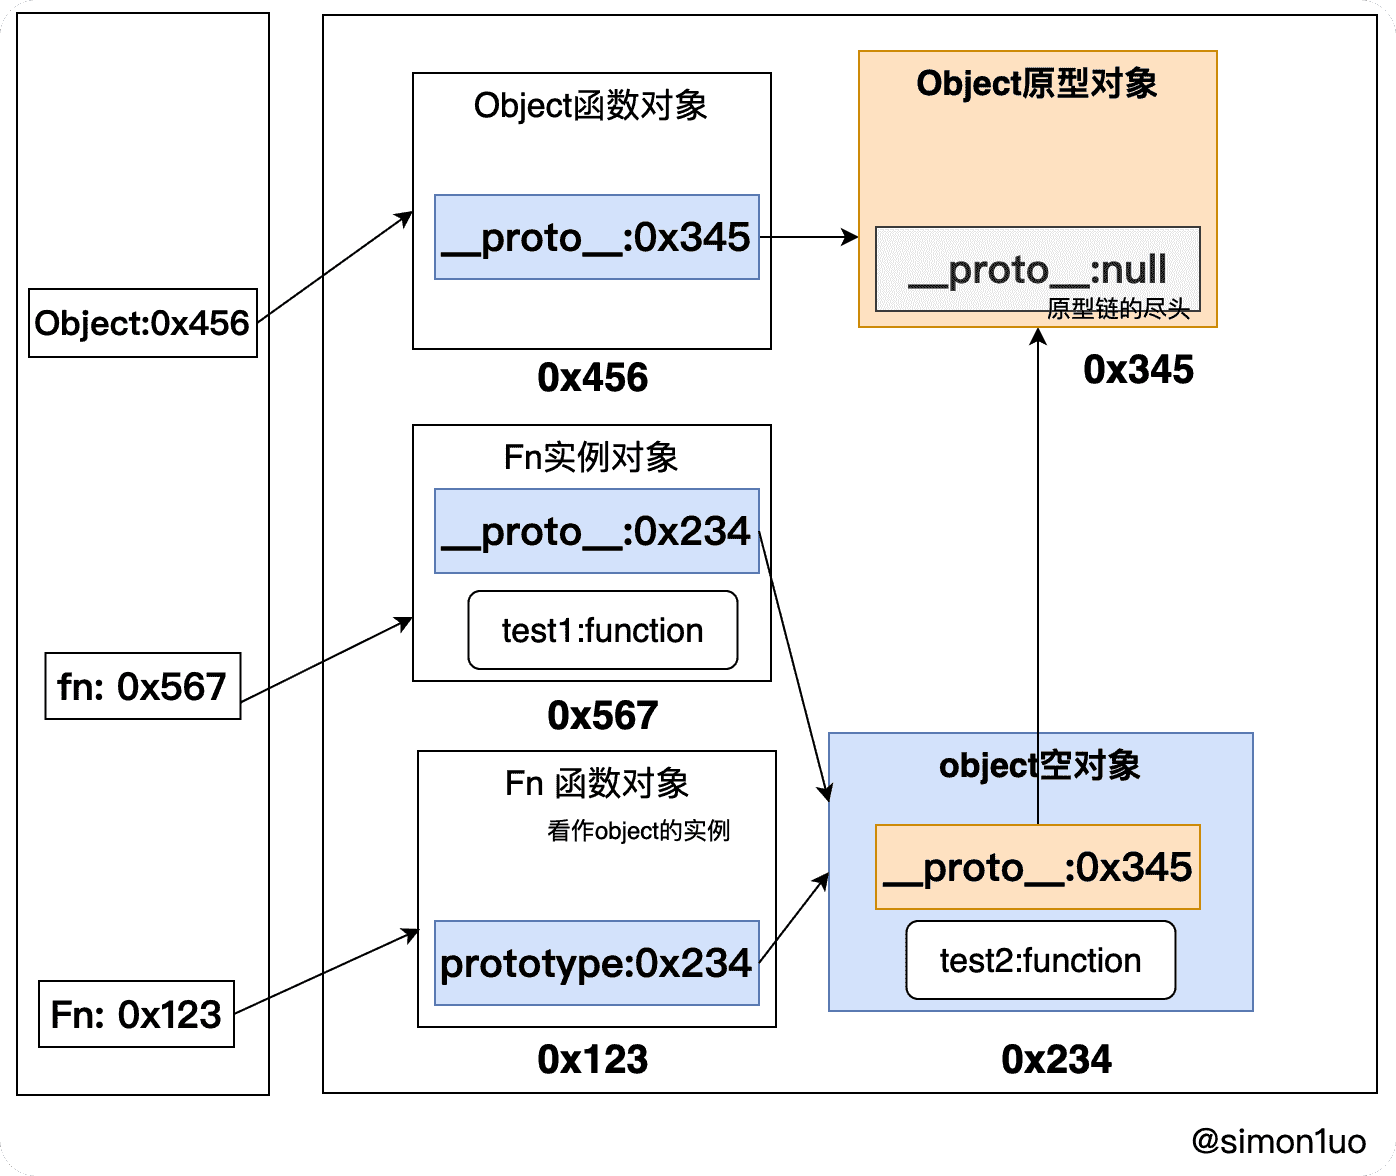 Object:0x456
fn: 0x567
Fn: 0x123
Object函数对象
__proto__:0x345
0x456
Object原型对象
__proto__:null
原型链的尽头
0x345
Fn实例对象
__proto__:0x234
test1:function
0x567
Fn 函数对象
看作object的实例
prototype:0x234
0x123
object空对象
__proto__:0x345
test2:function
0x234
@simon1uo